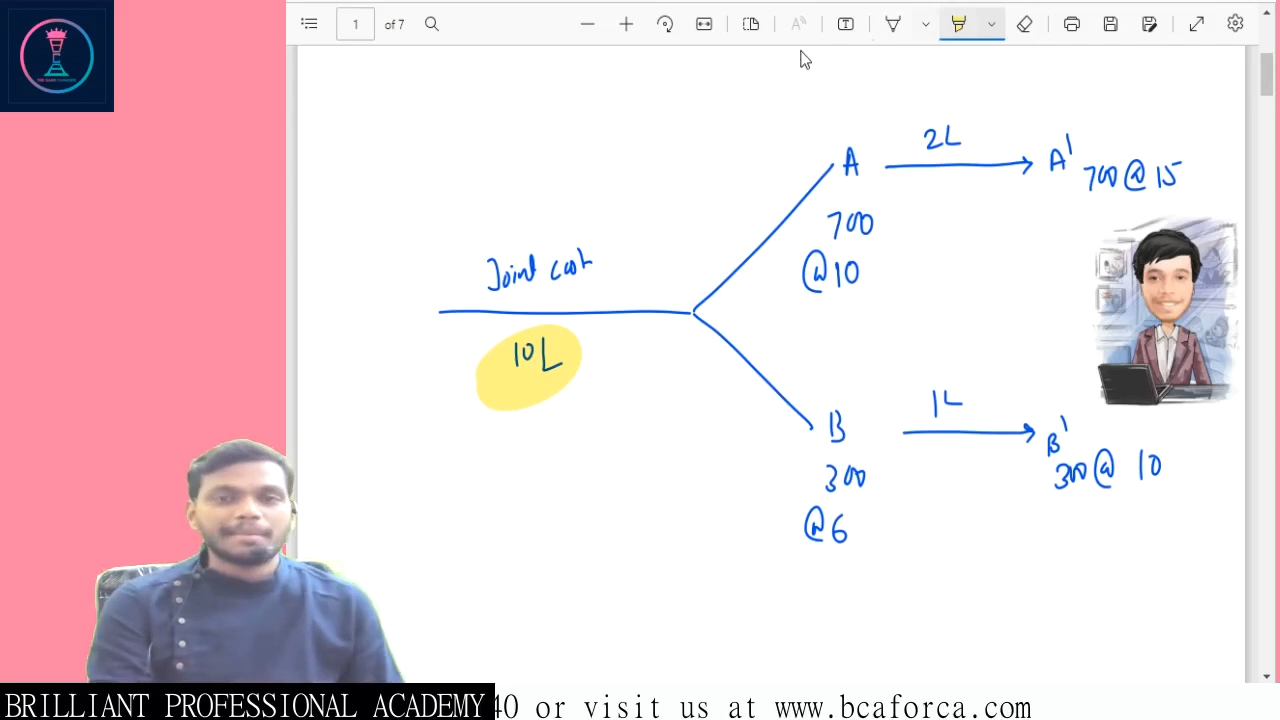 1 of 7
2L
A
A'
700 @ 15
700
@ 10
Joint cost
10L
1L
B
B'
300 @ 10
300
@ 6
BRILLIANT PROFESSIONAL ACADEMY 40 or visit us at www.bcaforca.com